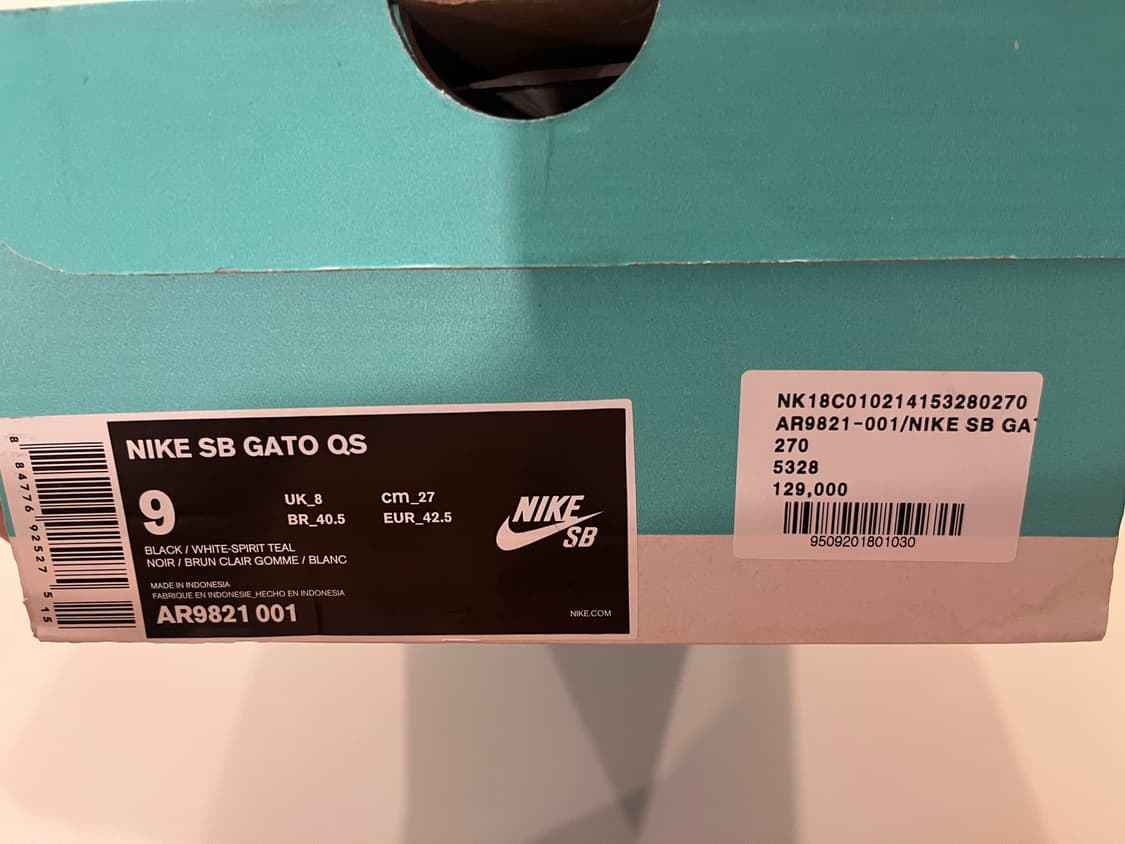 NIKE SB GATO QS
9
UK_8
cm_27
BR_40.5
EUR_42.5
BLACK / WHITE-SPIRIT TEAL
NOIR / BRUN CLAIR GOMME / BLANC
MADE IN INDONESIA
FABRIQUE EN INDONESIE_HECHO EN INDONESIA
AR9821 001
NIKE
SB
NIKE.COM
8 84776 92527 5 15
NK18C010214153280270
AR9821-001/NIKE SB GA
270
5328
129,000
9509201801030